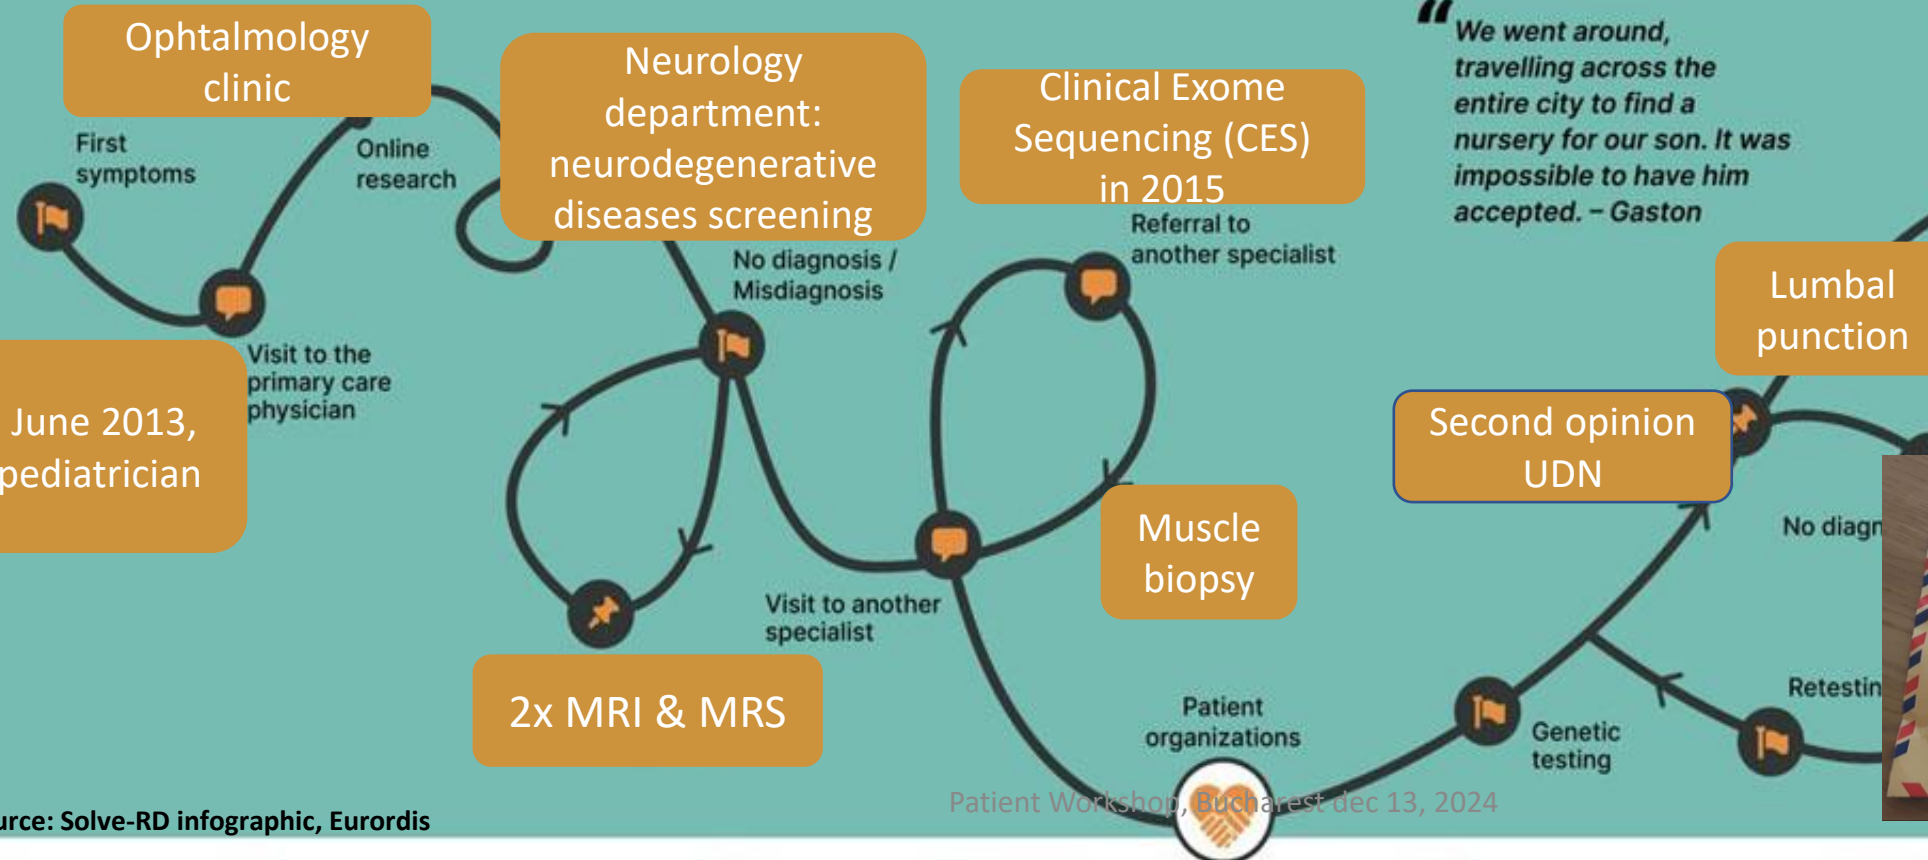 Ophtalmology
clinic
First
symptoms
Online
research
Visit to the
primary care
physician
June 2013,
pediatrician
Neurology
department:
neurodegenerative
diseases screening
No diagnosis /
Misdiagnosis
2x MRI & MRS
Visit to another
specialist
Clinical Exome
Sequencing (CES)
in 2015
Referral to
another specialist
Muscle
biopsy
Patient
organizations
Genetic
testing
“
We went around,
travelling across the
entire city to find a
nursery for our son. It was
impossible to have him
accepted. – Gaston
Lumbal
punction
Second opinion
UDN
No diagn
Retestin
Patient Workshop, Bucharest dec 13, 2024
urce: Solve-RD infographic, Eurordis